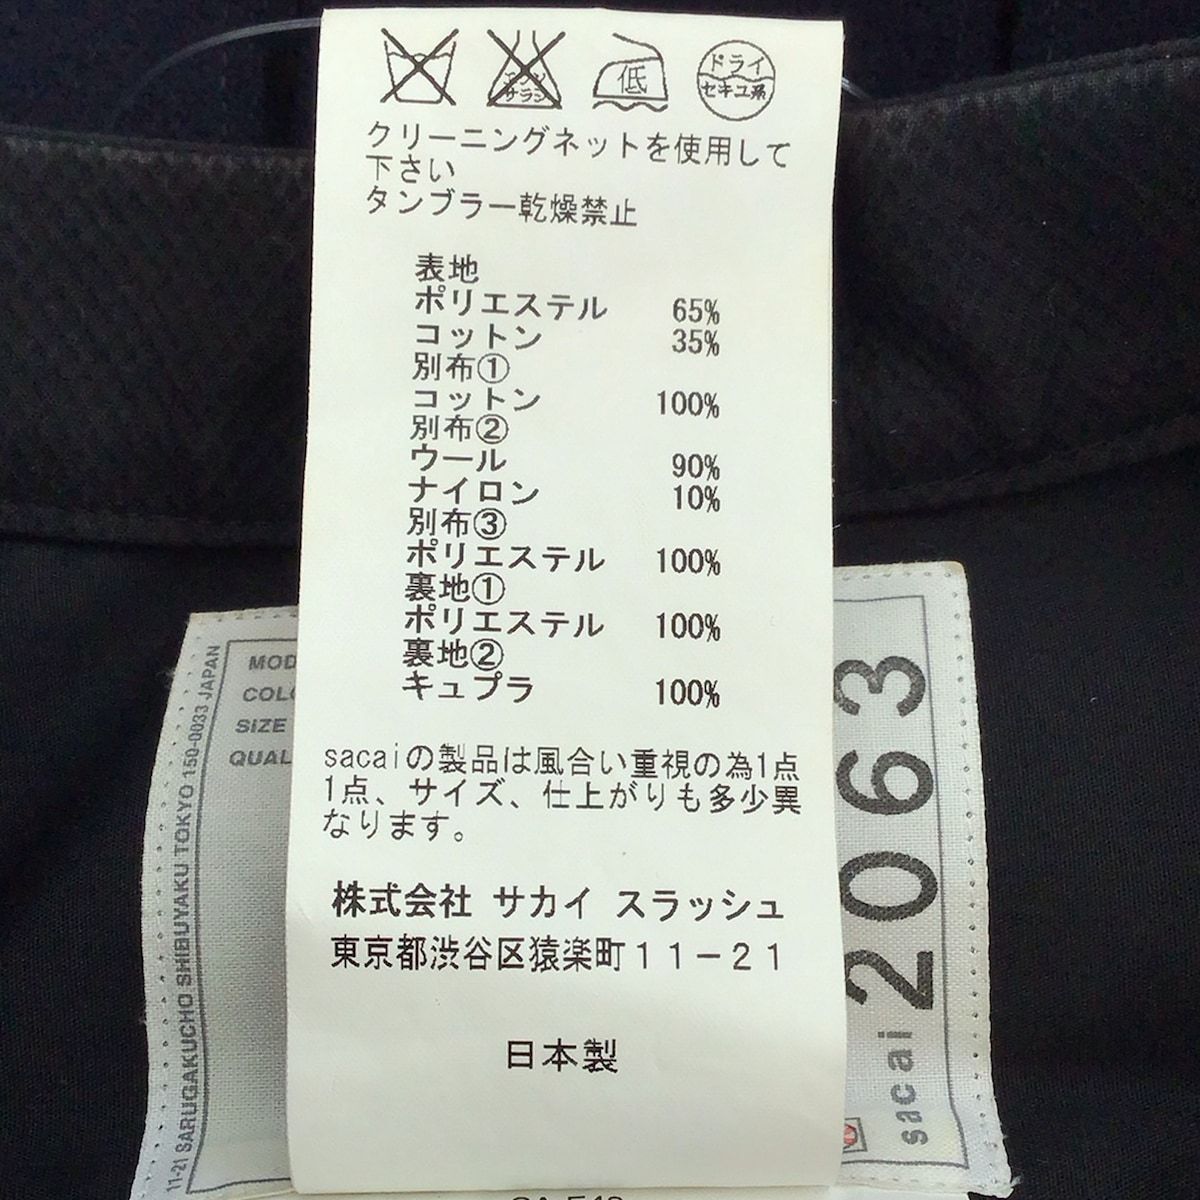 低
ドライ
セキユ系
クリーニングネットを使用して
下さい
タンブラー乾燥禁止
表地
ポリエステル 65%
コットン 35%
別布①
コットン 100%
別布②
ウール 90%
ナイロン 10%
別布③
ポリエステル 100%
裏地①
ポリエステル 100%
裏地②
キュプラ 100%
sacaiの製品は風合い重視の為1点
1点、サイズ、仕上がりも多少異
なります。
株式会社 サカイ スラッシュ
東京都渋谷区猿楽町11-21
日本製
SIZE
11-21 SARUGAKUCHO SHIBUYAKU TOKYO 150-0033 JAPAN
sacai 2063